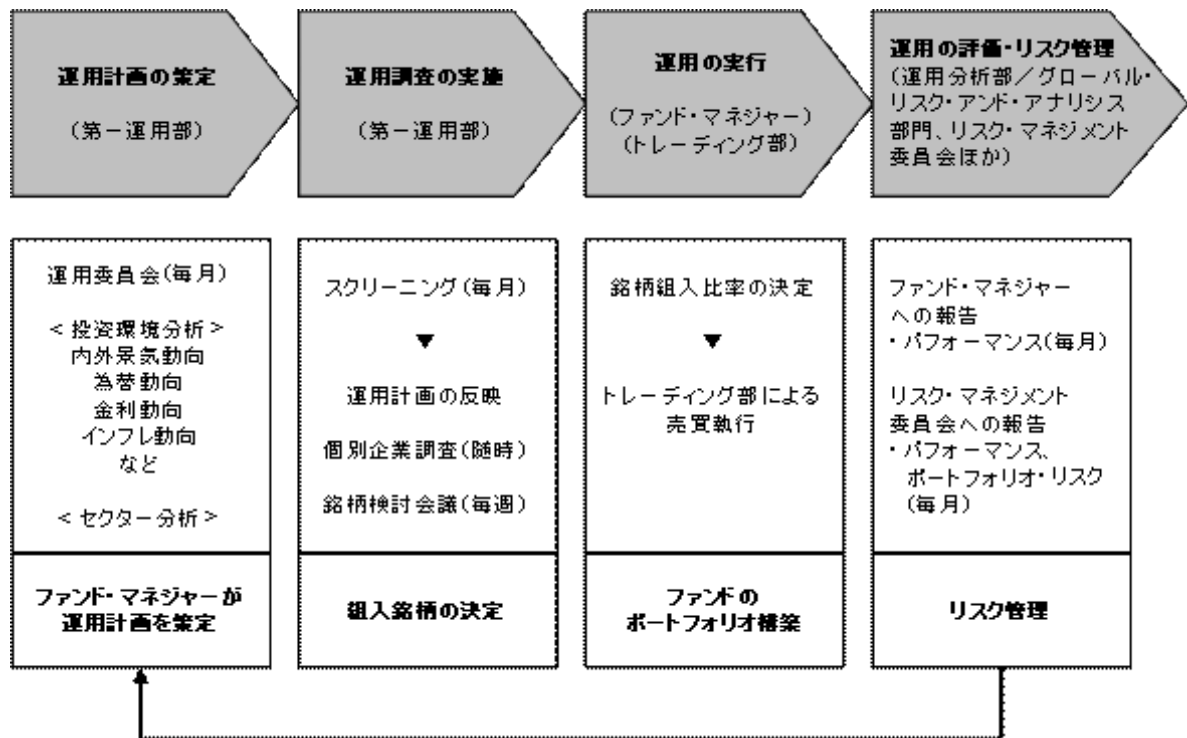 運用計画の策定
(第一運用部)
運用調査の実施
(第一運用部)
運用の実行
(ファンド・マネジャー)
(トレーディング部)
運用の評価・リスク管理
(運用分析部／グローバル・
リスク・アンド・アナリシス
部門、リスク・マネジメント
委員会ほか)
運用委員会(毎月)
＜投資環境分析＞
内外景気動向
為替動向
金利動向
インフレ動向
など
＜セクター分析＞
ファンド・マネジャーが
運用計画を策定
スクリーニング(毎月)
▼
運用計画の反映
個別企業調査(随時)
銘柄検討会議(毎週)
組入銘柄の決定
銘柄組入比率の決定
▼
トレーディング部による
売買執行
ファンドの
ポートフォリオ構築
ファンド・マネジャー
への報告
・パフォーマンス(毎月)
リスク・マネジメント
委員会への報告
・パフォーマンス、
ポートフォリオ・リスク
(毎月)
リスク管理